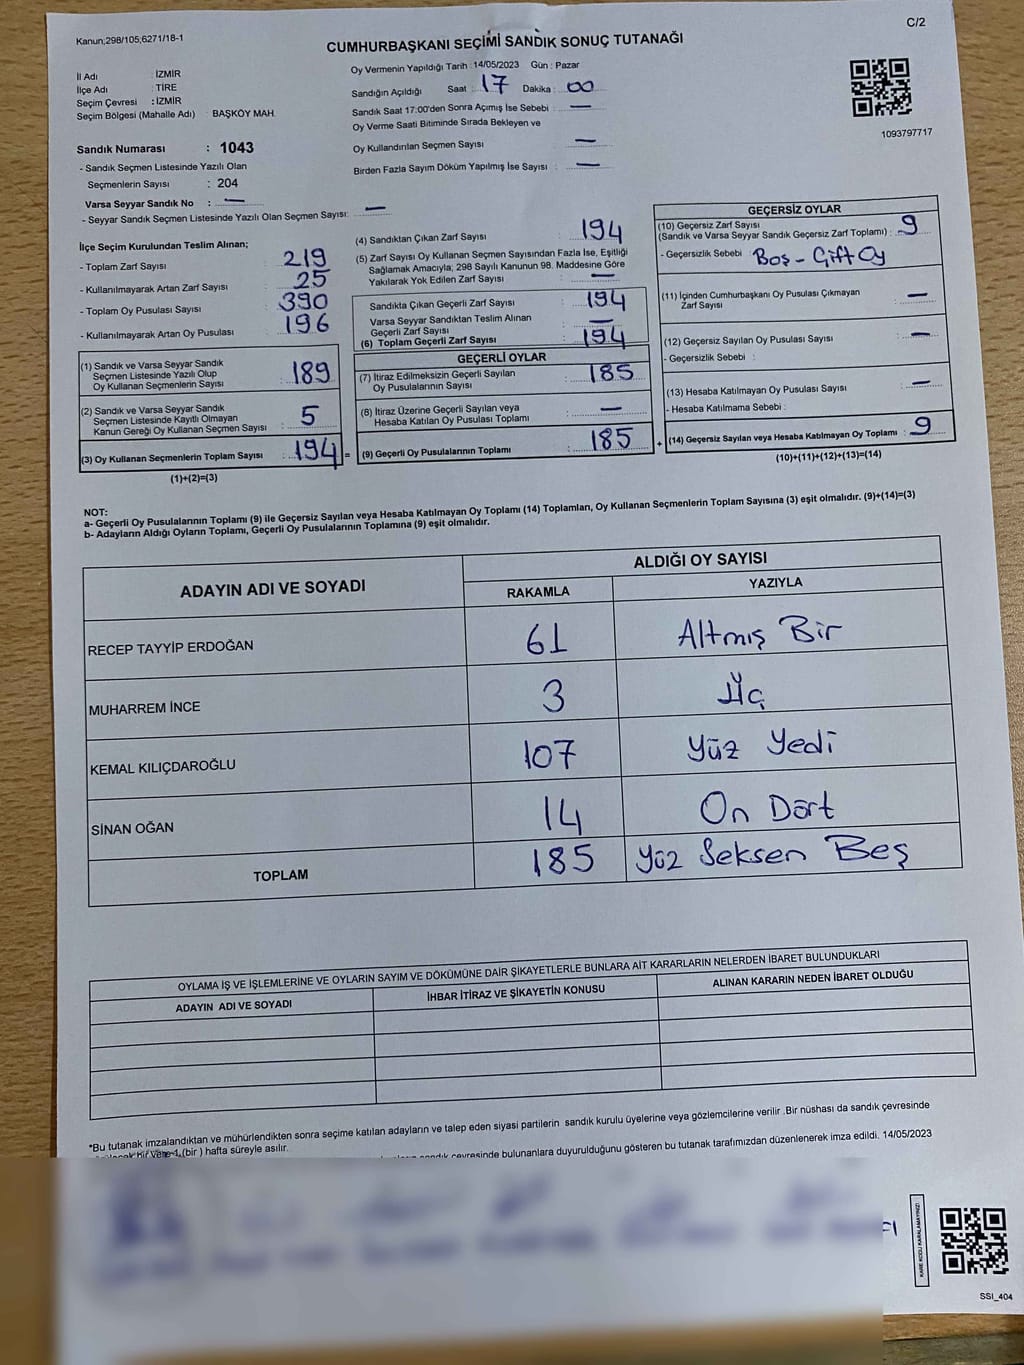 C/2
Kanun;298/105;6271/18-1
CUMHURBAŞKANI SEÇİMİ SANDIK SONUÇ TUTANAĞI
İl Adı : İZMİR
İlçe Adı : TİRE
Seçim Çevresi : İZMİR
Seçim Bölgesi (Mahalle Adı) : BAŞKÖY MAH.
Oy Vermenin Yapıldığı Tarih : 14/05/2023 Gün : Pazar
Sandığın Açıldığı Saat : 17 Dakika : 00
Sandık Saat 17:00'den Sonra Açımış İse Sebebi : —
Oy Verme Saati Bitiminde Sırada Bekleyen ve
Oy Kullandırılan Seçmen Sayısı : —
Birden Fazla Sayım Döküm Yapılmış İse Sayısı : —
1093797717
Sandık Numarası : 1043
- Sandık Seçmen Listesinde Yazılı Olan
Seçmenlerin Sayısı : 204
Varsa Seyyar Sandık No : —
- Seyyar Sandık Seçmen Listesinde Yazılı Olan Seçmen Sayısı: —
İlçe Seçim Kurulundan Teslim Alınan;
- Toplam Zarf Sayısı : 219
- Kullanılmayarak Artan Zarf Sayısı : 25
- Toplam Oy Pusulası Sayısı : 390
- Kullanılmayarak Artan Oy Pusulası : 196
(1) Sandık ve Varsa Seyyar Sandık
Seçmen Listesinde Yazılı Olup
Oy Kullanan Seçmenlerin Sayısı : 189
(2) Sandık ve Varsa Seyyar Sandık
Seçmen Listesinde Kayıtlı Olmayan
Kanun Gereği Oy Kullanan Seçmen Sayısı : 5
(3) Oy Kullanan Seçmenlerin Toplam Sayısı : 194 =
(1)+(2)=(3)
(4) Sandıktan Çıkan Zarf Sayısı : 194
(5) Zarf Sayısı Oy Kullanan Seçmen Sayısından Fazla İse, Eşitliği
Sağlamak Amacıyla; 298 Sayılı Kanunun 98. Maddesine Göre
Yakılarak Yok Edilen Zarf Sayısı : —
Sandıkta Çıkan Geçerli Zarf Sayısı : 194
Varsa Seyyar Sandıktan Teslim Alınan
Geçerli Zarf Sayısı : —
(6) Toplam Geçerli Zarf Sayısı : 194
GEÇERLİ OYLAR
(7) İtiraz Edilmeksizin Geçerli Sayılan
Oy Pusulalarının Sayısı : 185
(8) İtiraz Üzerine Geçerli Sayılan veya
Hesaba Katılan Oy Pusulası Toplamı : —
(9) Geçerli Oy Pusulalarının Toplamı : 185 +
GEÇERSİZ OYLAR
(10) Geçersiz Zarf Sayısı
(Sandık ve Varsa Seyyar Sandık Geçersiz Zarf Toplamı) : 9
- Geçersizlik Sebebi : Boş - Çift Oy
(11) İçinden Cumhurbaşkanı Oy Pusulası Çıkmayan
Zarf Sayısı : —
(12) Geçersiz Sayılan Oy Pusulası Sayısı : —
- Geçersizlik Sebebi :
(13) Hesaba Katılmayan Oy Pusulası Sayısı : —
- Hesaba Katılmama Sebebi :
(14) Geçersiz Sayılan veya Hesaba Katılmayan Oy Toplamı : 9
(10)+(11)+(12)+(13)=(14)
NOT:
a- Geçerli Oy Pusulalarının Toplamı (9) ile Geçersiz Sayılan veya Hesaba Katılmayan Oy Toplamı (14) Toplamları, Oy Kullanan Seçmenlerin Toplam Sayısına (3) eşit olmalıdır. (9)+(14)=(3)
b- Adayların Aldığı Oyların Toplamı, Geçerli Oy Pusulalarının Toplamına (9) eşit olmalıdır.
ADAYIN ADI VE SOYADI
ALDIĞI OY SAYISI
RAKAMLA YAZIYLA
RECEP TAYYİP ERDOĞAN 61 Altmış Bir
MUHARREM İNCE 3 Üç
KEMAL KILIÇDAROĞLU 107 Yüz Yedi
SİNAN OĞAN 14 On Dört
TOPLAM 185 Yüz Seksen Beş
OYLAMA İŞ VE İŞLEMLERİNE VE OYLARIN SAYIM VE DÖKÜMÜNE DAİR ŞİKAYETLERLE BUNLARA AİT KARARLARIN NELERDEN İBARET BULUNDUKLARI
ADAYIN ADI VE SOYADI İHBAR İTİRAZ VE ŞİKAYETİN KONUSU ALINAN KARARIN NEDEN İBARET OLDUĞU
*Bu tutanak imzalandıktan ve mühürlendikten sonra seçime katılan adayların ve talep eden siyasi partilerin sandık kurulu üyelerine veya gözlemcilerine verilir .Bir nüshası da sandık çevresinde
1 (bir ) hafta süreyle asılır.
çevresinde bulunanlara duyurulduğunu gösteren bu tutanak tarafımızdan düzenlenerek imza edildi. 14/05/2023
KARE KODU KARALAMAYINIZ!
SSI_404